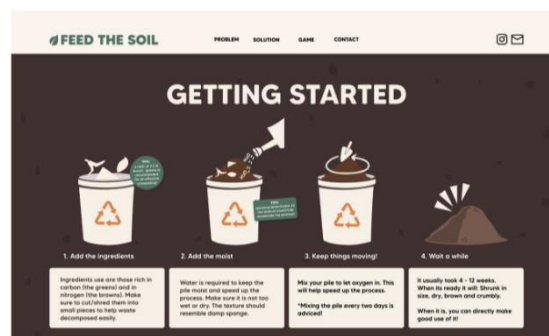 FEED THE SOIL
PROBLEM SOLUTION GAME CONTACT
GETTING STARTED
1. Add the ingredients
Ingredients use are those rich in
carbon (the greens) and in
nitrogen (the browns). Make
sure to cut/shred them into
small pieces to help waste
decomposed easily.
2. Add the moist
Water is required to keep the
pile moist and speed up the
process. Make sure it is not too
wet or dry. The texture should
resemble damp sponge.
3. Keep things moving!
Mix your pile to let oxygen in. This
will help speed up the process.
*Mixing the pile every two days is
adviced!
4. Wait a while
It usually took 4 - 12 weeks.
When its ready it will: Shrunk in
size, dry, brown and crumbly.
When it is, you can directly make
good use of it!